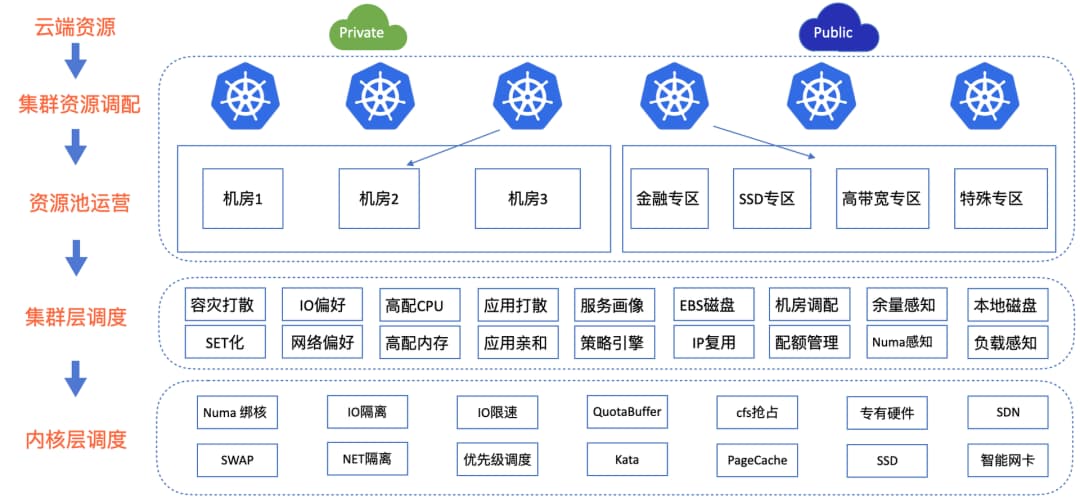 云端资源
Private
Public
集群资源调配
资源池运营
机房1
机房2
机房3
金融专区
SSD专区
高带宽专区
特殊专区
集群层调度
容灾打散
IO偏好
高配CPU
应用打散
服务画像
EBS磁盘
机房调配
余量感知
本地磁盘
SET化
网络偏好
高配内存
应用亲和
策略引擎
IP复用
配额管理
Numa感知
负载感知
内核层调度
Numa 绑核
IO隔离
IO限速
QuotaBuffer
cfs抢占
专有硬件
SDN
SWAP
NET隔离
优先级调度
Kata
PageCache
SSD
智能网卡